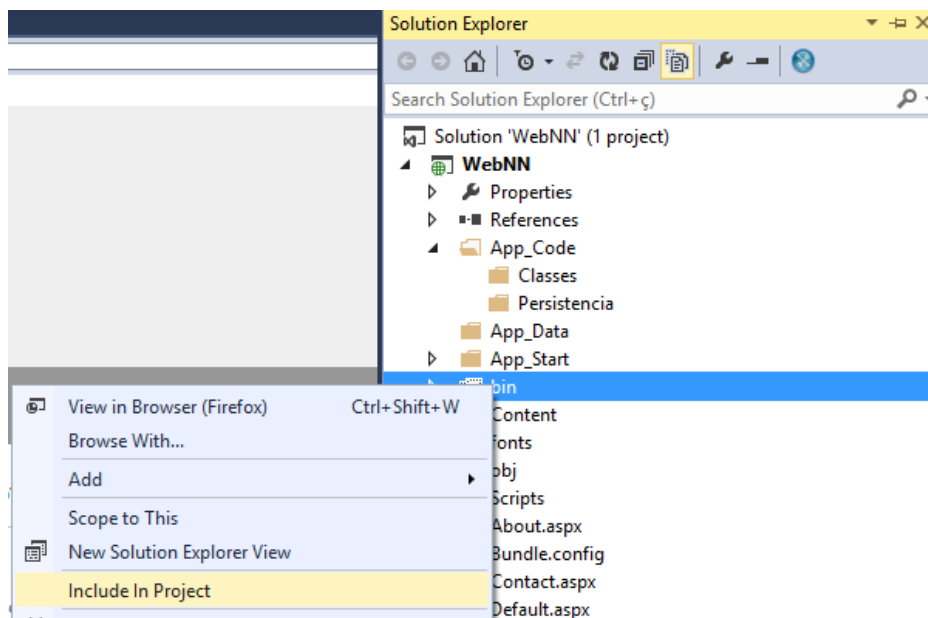 Solution Explorer
Search Solution Explorer (Ctrl+ç)
Solution 'WebNN' (1 project)
WebNN
Properties
References
App_Code
Classes
Persistencia
App_Data
App_Start
bin
Content
fonts
obj
Scripts
About.aspx
Bundle.config
Contact.aspx
Default.aspx
View in Browser (Firefox) Ctrl+Shift+W
Browse With...
Add
Scope to This
New Solution Explorer View
Include In Project